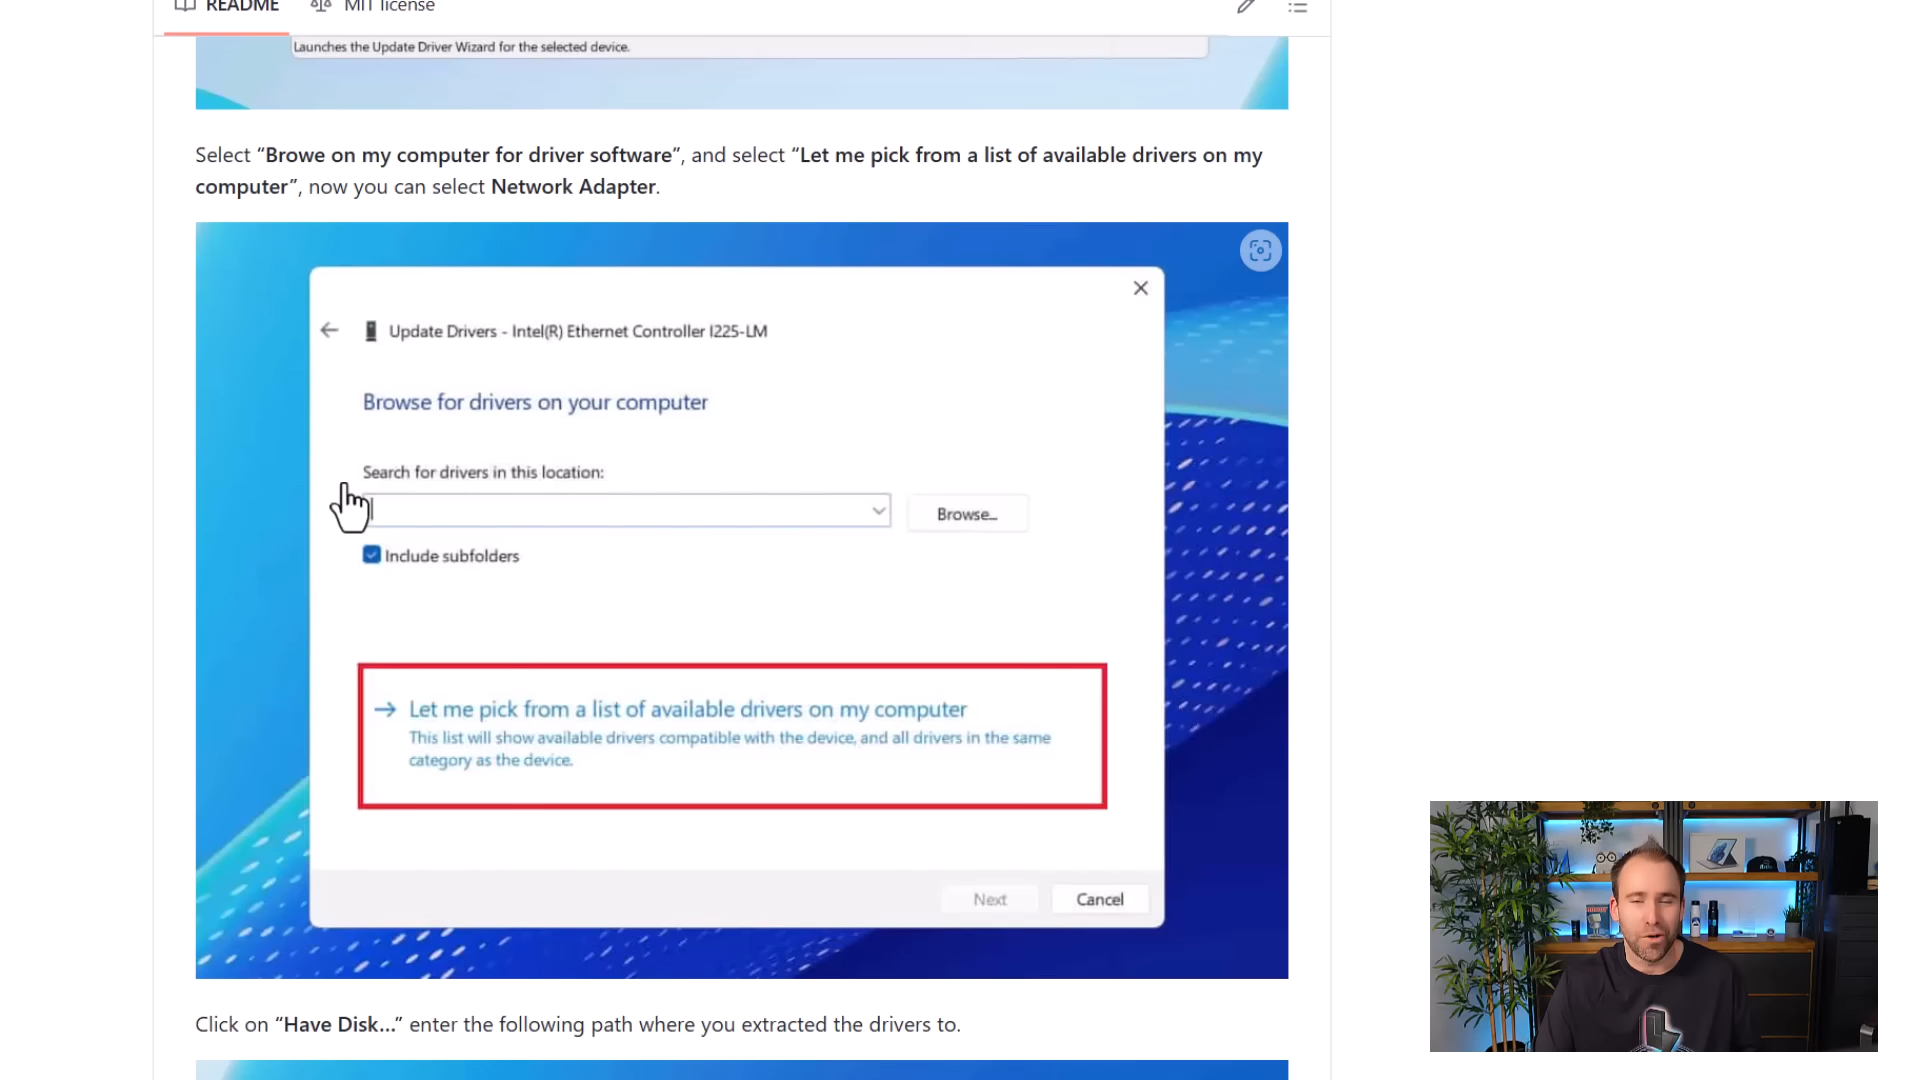 README MIT license
Launches the Update Driver Wizard for the selected device.
Select “Browe on my computer for driver software”, and select “Let me pick from a list of available drivers on my
computer”, now you can select Network Adapter.
Update Drivers - Intel(R) Ethernet Controller I225-LM
Browse for drivers on your computer
Search for drivers in this location:
Browse...
Include subfolders
Let me pick from a list of available drivers on my computer
This list will show available drivers compatible with the device, and all drivers in the same
category as the device.
Next Cancel
Click on “Have Disk...” enter the following path where you extracted the drivers to.